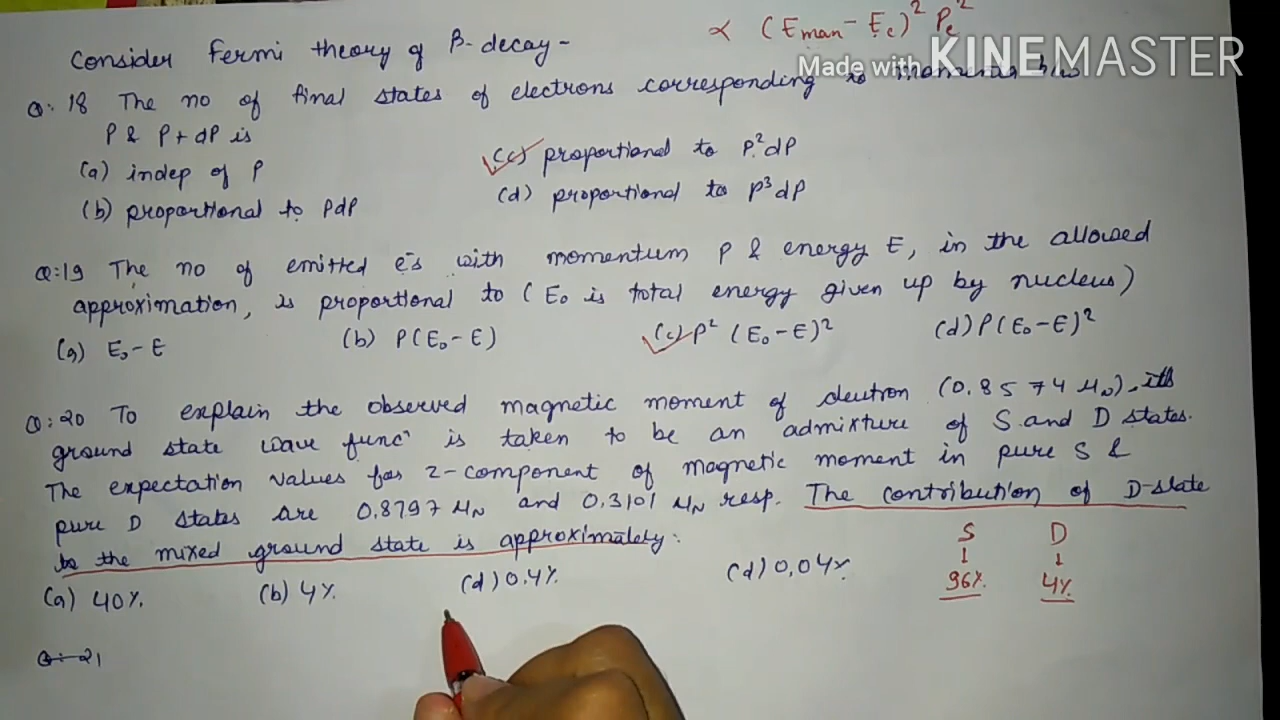 ∝ (Eman - Ee)² Pe²
Made with KINEMASTER
Consider Fermi theory of β-decay -
Q: 18 The no of final states of electrons corresponding to momenta b/w
P & P+dP is
(a) indep of P
(c) proportional to P²dP
(b) proportional to PdP
(d) proportional to P³dP
Q:19 The no of emitted e⁻s with momentum P & energy E, in the allowed
approximation, is proportional to (E₀ is total energy given up by nucleus)
(a) E₀-E (b) P(E₀-E) (c) P² (E₀-E)² (d) P(E₀-E)²
Q:20 To explain the observed magnetic moment of deutron (0.8574 μN), its
ground state wave funcⁿ is taken to be an admixture of S and D states.
The expectation values for z-component of magnetic moment in pure S &
pure D states are 0.8797 μN and 0.3101 μN resp. The contribution of D-state
to the mixed ground state is approximately:
(a) 40%. (b) 4%. (d) 0.4%. (d) 0.04%
S D
↓ ↓
96% 4%
Q: 21